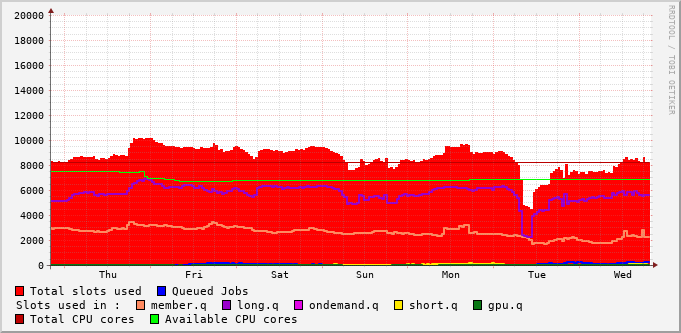 RRDTOOL / TOBI OETIKER
20000
18000
16000
14000
12000
10000
8000
6000
4000
2000
0
Thu Fri Sat Sun Mon Tue Wed
Total slots used Queued Jobs
Slots used in : member.q long.q ondemand.q short.q gpu.q
Total CPU cores Available CPU cores